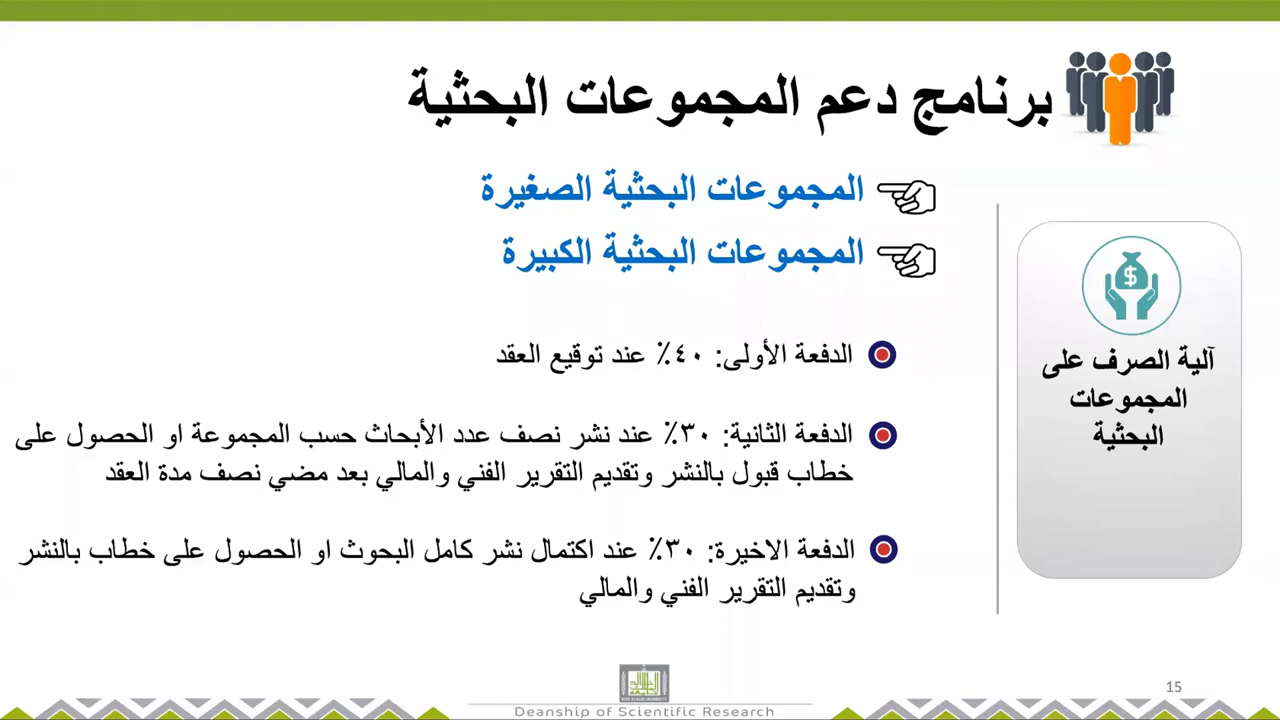 برنامج دعم المجموعات البحثية
المجموعات البحثية الصغيرة
المجموعات البحثية الكبيرة
$
آلية الصرف على
المجموعات
البحثية
الدفعة الأولى: ٤٠٪ عند توقيع العقد
الدفعة الثانية: ٣٠٪ عند نشر نصف عدد الأبحاث حسب المجموعة او الحصول على
خطاب قبول بالنشر وتقديم التقرير الفني والمالي بعد مضي نصف مدة العقد
الدفعة الاخيرة: ٣٠٪ عند اكتمال نشر كامل البحوث او الحصول على خطاب بالنشر
وتقديم التقرير الفني والمالي
Deanship of Scientific Research
15